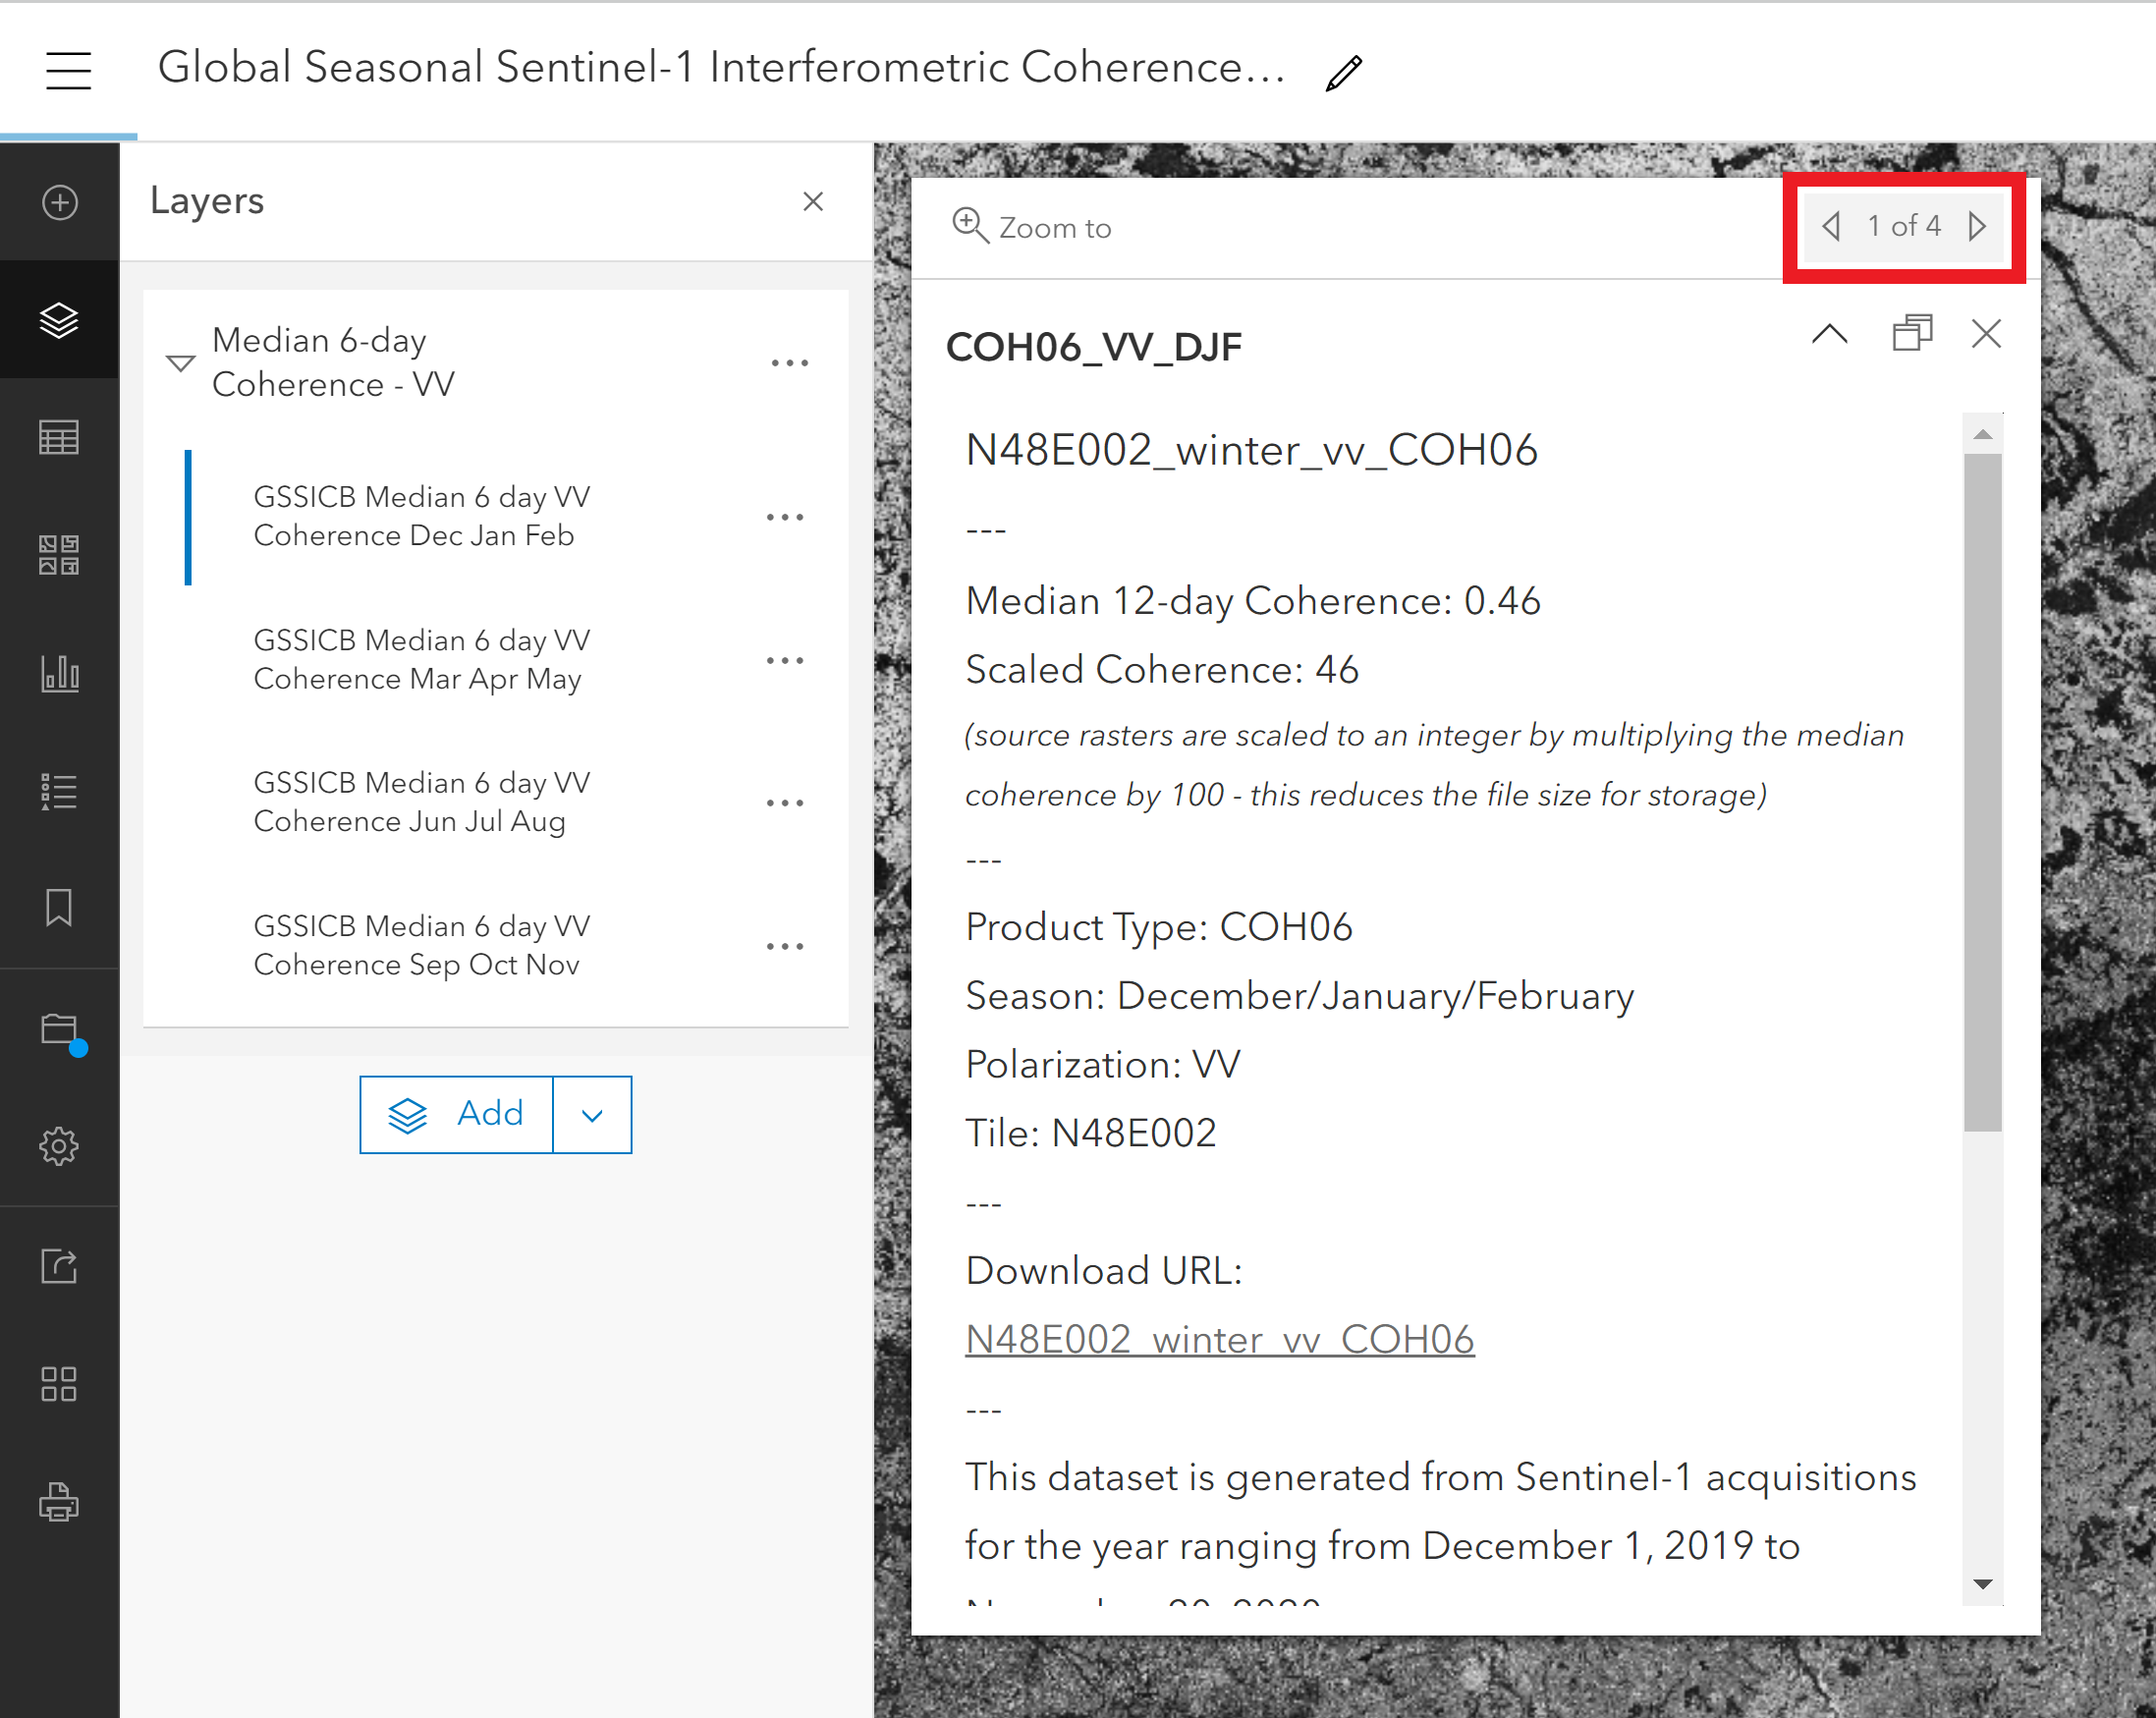 Global Seasonal Sentinel-1 Interferometric Coherence...
Layers
Median 6-day
Coherence - VV
GSSICB Median 6 day VV
Coherence Dec Jan Feb
GSSICB Median 6 day VV
Coherence Mar Apr May
GSSICB Median 6 day VV
Coherence Jun Jul Aug
GSSICB Median 6 day VV
Coherence Sep Oct Nov
Add
Zoom to
1 of 4
COH06_VV_DJF
N48E002_winter_vv_COH06
---
Median 12-day Coherence: 0.46
Scaled Coherence: 46
(source rasters are scaled to an integer by multiplying the median
coherence by 100 - this reduces the file size for storage)
---
Product Type: COH06
Season: December/January/February
Polarization: VV
Tile: N48E002
---
Download URL:
N48E002_winter_vv_COH06
---
This dataset is generated from Sentinel-1 acquisitions
for the year ranging from December 1, 2019 to